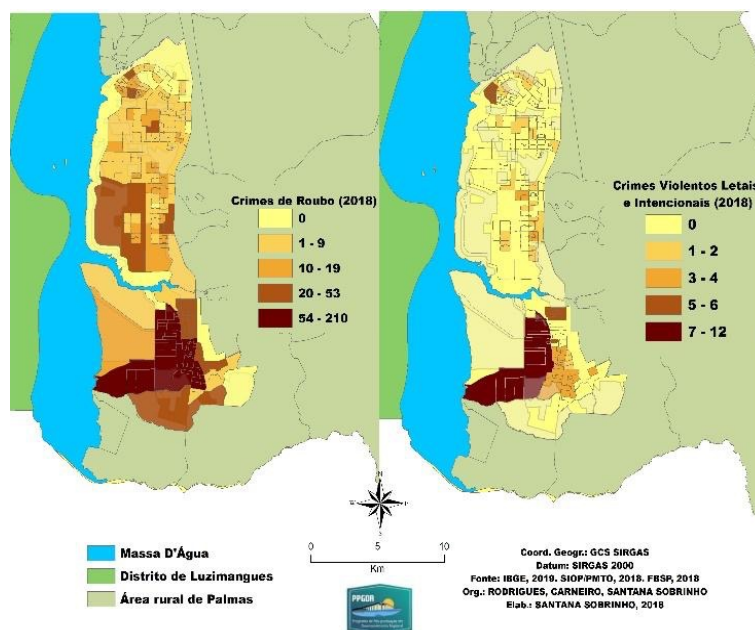 Crimes de Roubo (2018)
0
1 - 9
10 - 19
20 - 53
54 - 210
Crimes Violentos Letais
e Intencionais (2018)
0
1 - 2
3 - 4
5 - 6
7 - 12
N
Massa D'Água
Distrito de Luzimangues
Área rural de Palmas
0 5 10
Km
PPGDR
Coord. Geogr.: GCS SIRGAS
Datum: SIRGAS 2000
Fonte: IBGE, 2019. SIOP/PMTO, 2018. FBSP, 2018
Org.: RODRIGUES, CARNEIRO, SANTANA SOBRINHO
Elab.: SANTANA SOBRINHO, 2018